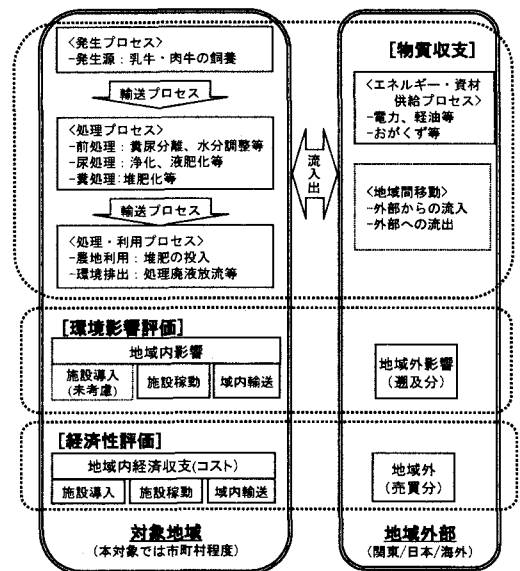 <発生プロセス>
-発生源：乳牛・肉牛の飼養
輸送プロセス
<処理プロセス>
-前処理：糞尿分離、水分調整等
-尿処理：浄化、液肥化等
-糞処理：堆肥化等
輸送プロセス
<処理・利用プロセス>
-農地利用：堆肥の投入
-環境排出：処理廃液放流等
流入出
[物質収支]
<エネルギー・資材
供給プロセス>
-電力、軽油等
-おがくず等
<地域間移動>
-外部からの流入
-外部への流出
[環境影響評価]
地域内影響
施設導入
(未考慮)
施設稼動
域内輸送
地域外影響
(遡及分)
[経済性評価]
地域内経済収支(コスト)
施設導入
施設稼動
域内輸送
地域外
(売買分)
対象地域
(本対象では市町村程度)
地域外部
(関東/日本/海外)